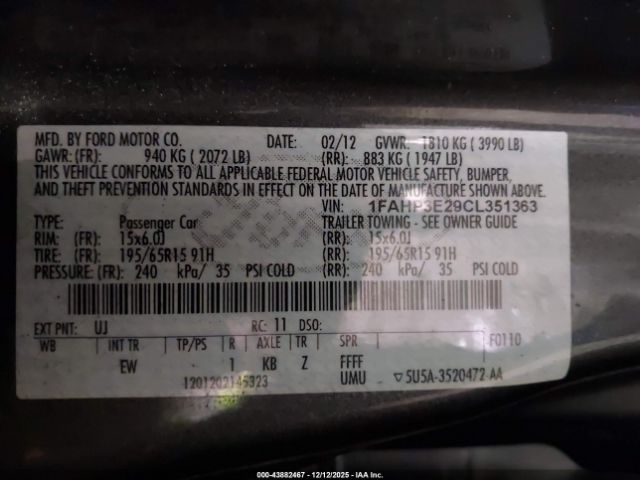 MFD. BY FORD MOTOR CO. DATE: 02/12 GVWR: 1810 KG ( 3990 LB)
GAWR: (FR): 940 KG ( 2072 LB) (RR): 883 KG ( 1947 LB)
THIS VEHICLE CONFORMS TO ALL APPLICABLE FEDERAL MOTOR VEHICLE SAFETY, BUMPER,
AND THEFT PREVENTION STANDARDS IN EFFECT ON THE DATE OF MANUFACTURE SHOWN ABOVE.
VIN: 1FAHP3E29CL351363
TYPE: Passenger Car TRAILER TOWING - SEE OWNER GUIDE
RIM: (FR): 15x6.0J (RR): 15x6.0J
TIRE: (FR): 195/65R15 91H (RR): 195/65R15 91H
PRESSURE: (FR): 240 kPa/ 35 PSI COLD (RR): 240 kPa/ 35 PSI COLD
EXT PNT: UJ RC: 11 DSO: F0110
WB INT TR TP/PS R AXLE TR SPR
EW 1 KB Z FFFF
1201202145323 UMU ▽5U5A-3520472 AA
000-43882467 - 12/12/2025 - IAA Inc.